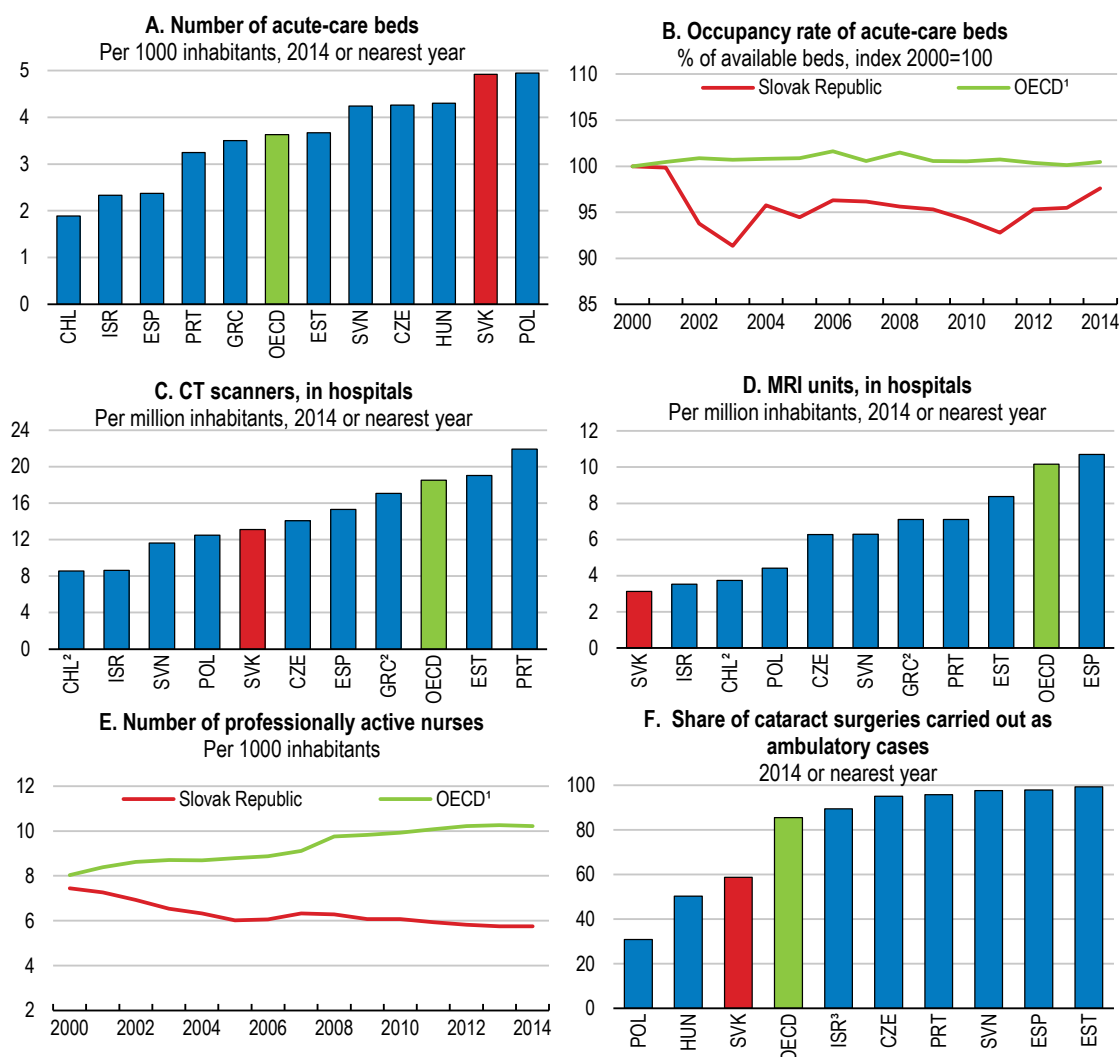 A. Number of acute-care beds
Per 1000 inhabitants, 2014 or nearest year
5
4
3
2
1
0
CHL
ISR
ESP
PRT
GRC
OECD
EST
SVN
CZE
HUN
SVK
POL
B. Occupancy rate of acute-care beds
% of available beds, index 2000=100
110
Slovak Republic
OECD¹
105
100
95
90
85
2000 2002 2004 2006 2008 2010 2012 2014
C. CT scanners, in hospitals
Per million inhabitants, 2014 or nearest year
24
20
16
12
8
4
0
CHL²
ISR
SVN
POL
SVK
CZE
ESP
GRC²
OECD
EST
PRT
D. MRI units, in hospitals
Per million inhabitants, 2014 or nearest year
12
10
8
6
4
2
0
SVK
ISR
CHL²
POL
CZE
SVN
GRC²
PRT
EST
OECD
ESP
E. Number of professionally active nurses
Per 1000 inhabitants
12
Slovak Republic
OECD¹
10
8
6
4
2
2000 2002 2004 2006 2008 2010 2012 2014
F. Share of cataract surgeries carried out as
ambulatory cases
2014 or nearest year
100
80
60
40
20
0
POL
HUN
SVK
OECD
ISR³
CZE
PRT
SVN
ESP
EST